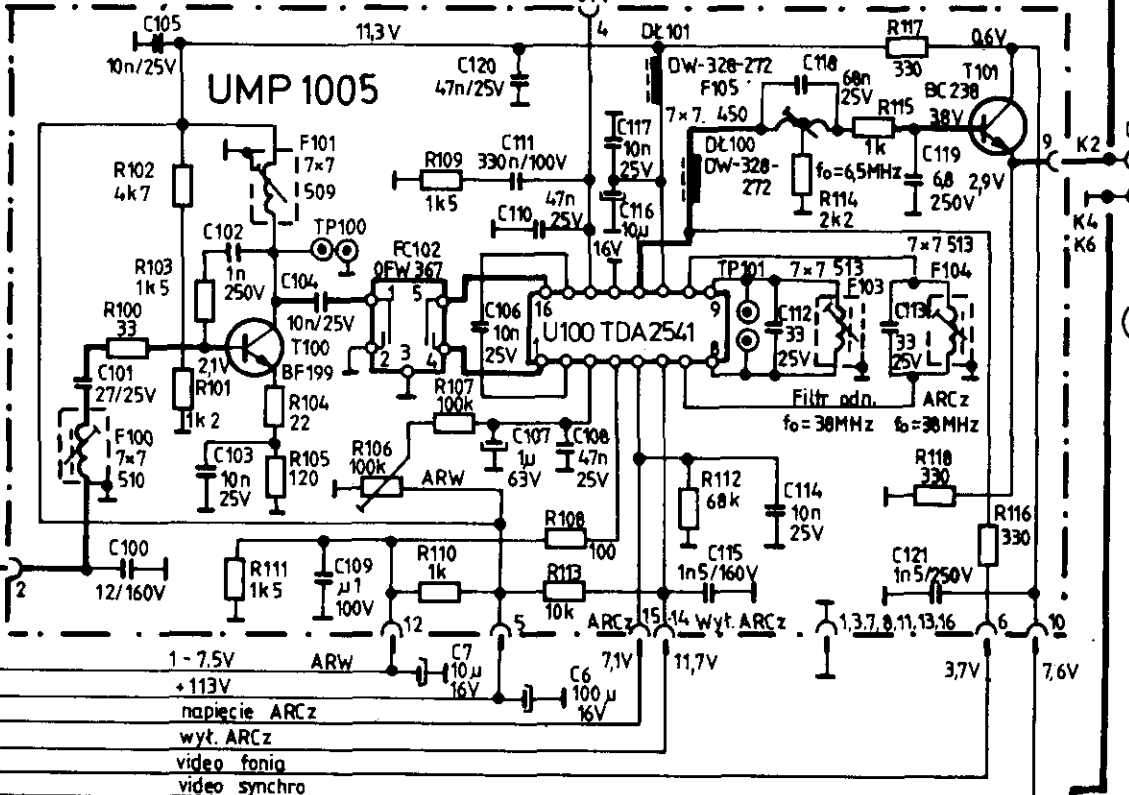 C105
11,3 V
4
DŁ101
R117
330
0,6V
10n/25V
UMP 1005
C120
47n/25V
DW-328-272
F105
7×7. 450
C118
68n
25V
T101
BC 238
3,8V
R115
1k
F101
7×7
509
R102
4k7
R109
1k5
C111
330n/100V
C117
10n
25V
DŁ100
DW-328-
272
fo=6,5MHz
C119
6,8
250V
2,9V
9
K2
K4
K6
C110
47n
25V
C116
10µ
R114
2k2
C102
1n
250V
TP100
16V
7×7 513
R103
1k5
C104
10n/25V
FC102
OFW 367
1
5
2
3
4
C106
10n
25V
16
9
U100 TDA2541
1
8
TP101
7×7 513
F103
F104
C112
33
25V
C113
33
25V
R100
33
2,1V
T100
BF199
C101
27/25V
R101
1k2
R104
22
R107
100k
Filtr odn.
fo=38MHz
ARCz
fo=38MHz
F100
7×7
510
C103
10n
25V
R105
120
R106
100k
ARW
C107
1µ
63V
C108
47n
25V
R112
68k
C114
10n
25V
R118
330
R116
330
C100
12/160V
2
R111
1k5
C109
µ1
100V
R110
1k
R108
100
R113
10k
C115
1n5/160V
C121
1n5/250V
12
5
ARCz
15
14
Wył. ARCz
1,3.7,8,11,13,16
6
10
1-7,5V
ARW
C7
10µ
16V
C6
100µ
16V
7,1V
11,7V
3,7V
7,6V
+113V
napięcie ARCz
wył. ARCz
video fonia
video synchro